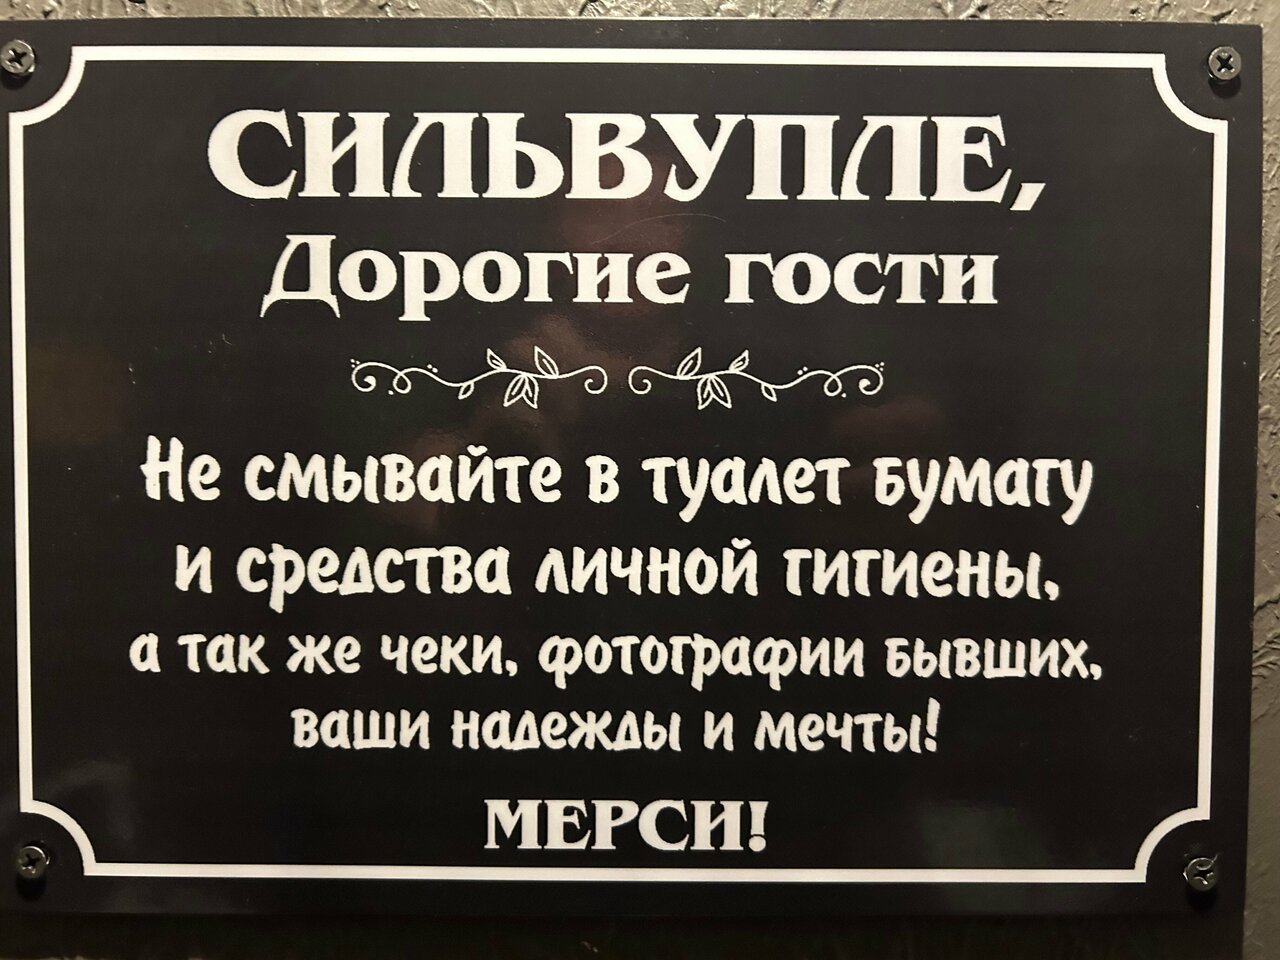 СИЛЬВУПЛЕ,
Дорогие гости
Не смывайте в туалет бумагу
и средства личной гигиены,
а так же чеки, фотографии бывших,
ваши надежды и мечты!
МЕРСИ!